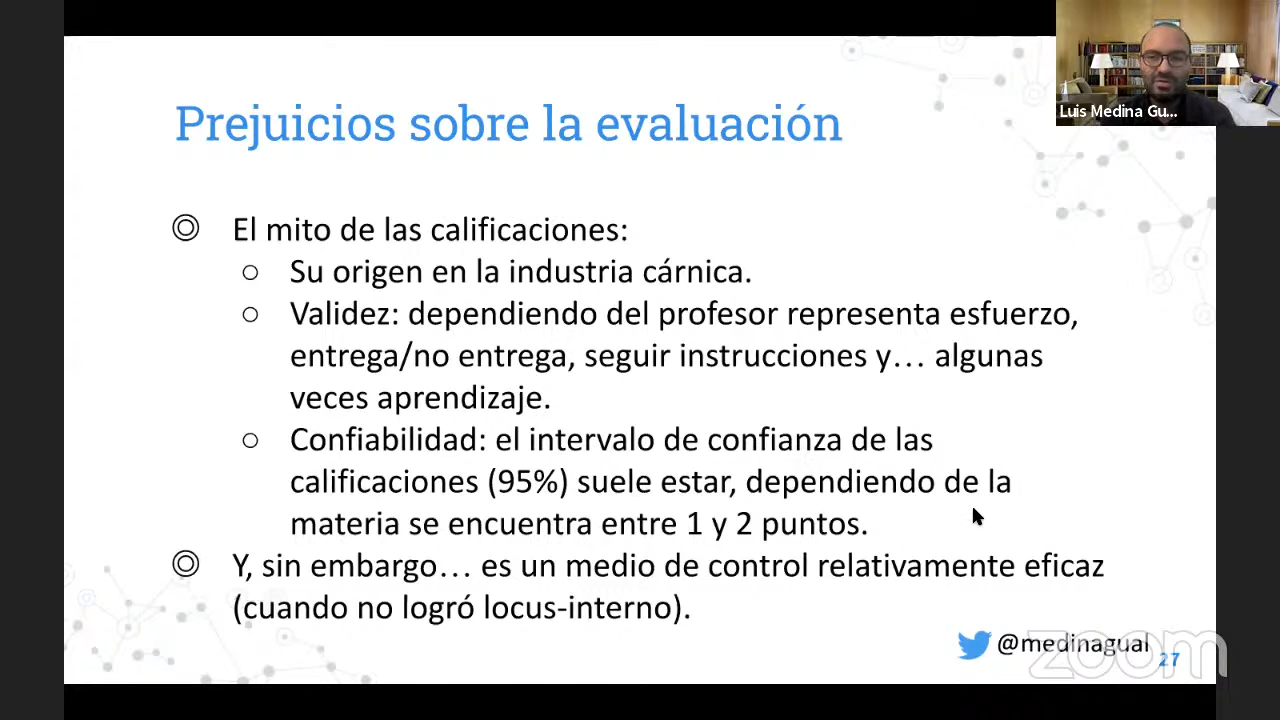 Luis Medina Gu...
Prejuicios sobre la evaluación
El mito de las calificaciones:
Su origen en la industria cárnica.
Validez: dependiendo del profesor representa esfuerzo,
entrega/no entrega, seguir instrucciones y… algunas
veces aprendizaje.
Confiabilidad: el intervalo de confianza de las
calificaciones (95%) suele estar, dependiendo de la
materia se encuentra entre 1 y 2 puntos.
Y, sin embargo… es un medio de control relativamente eficaz
(cuando no logró locus-interno).
@medinagual
zoom
27